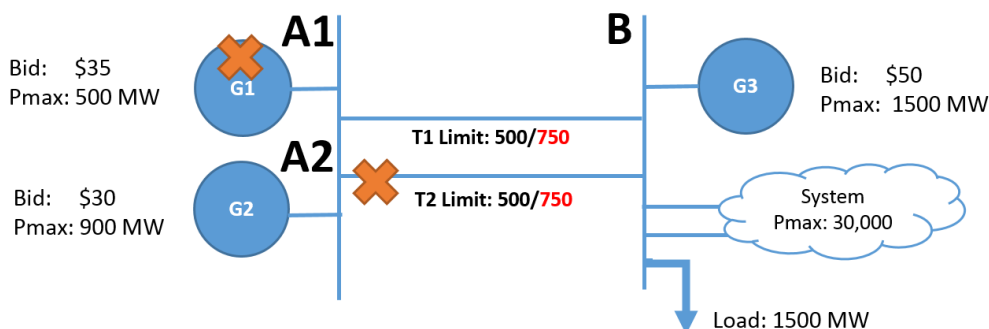 A1
B
Bid: $35
Pmax: 500 MW
G1
G3
Bid: $50
Pmax: 1500 MW
T1 Limit: 500/750
A2
T2 Limit: 500/750
Bid: $30
Pmax: 900 MW
G2
System
Pmax: 30,000
Load: 1500 MW